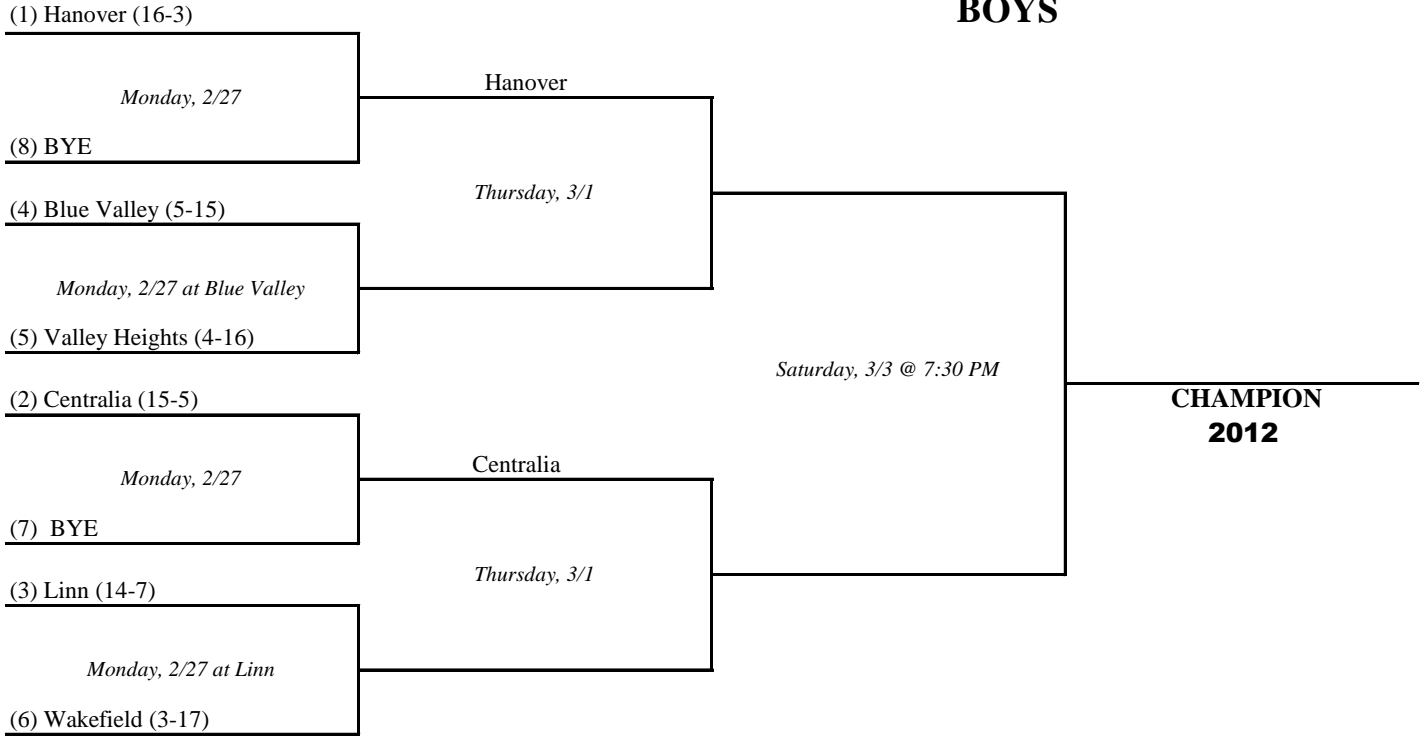 BOYS
(1) Hanover (16-3)
Monday, 2/27
(8) BYE
Hanover
Thursday, 3/1
(4) Blue Valley (5-15)
Monday, 2/27 at Blue Valley
(5) Valley Heights (4-16)
Saturday, 3/3 @ 7:30 PM
CHAMPION
2012
(2) Centralia (15-5)
Monday, 2/27
(7) BYE
Centralia
Thursday, 3/1
(3) Linn (14-7)
Monday, 2/27 at Linn
(6) Wakefield (3-17)